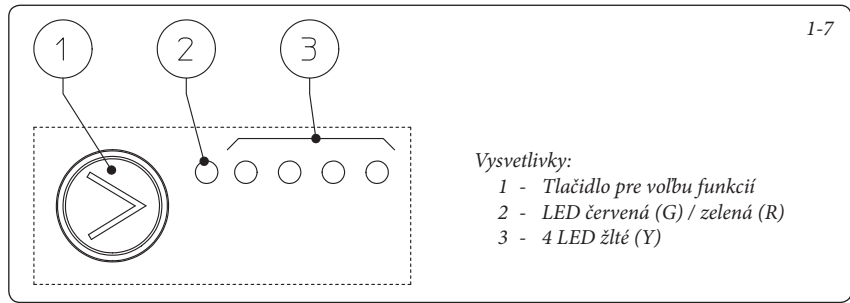 1-7
1 2 3
Vysvetlivky:
1 - Tlačidlo pre voľbu funkcií
2 - LED červená (G) / zelená (R)
3 - 4 LED žlté (Y)